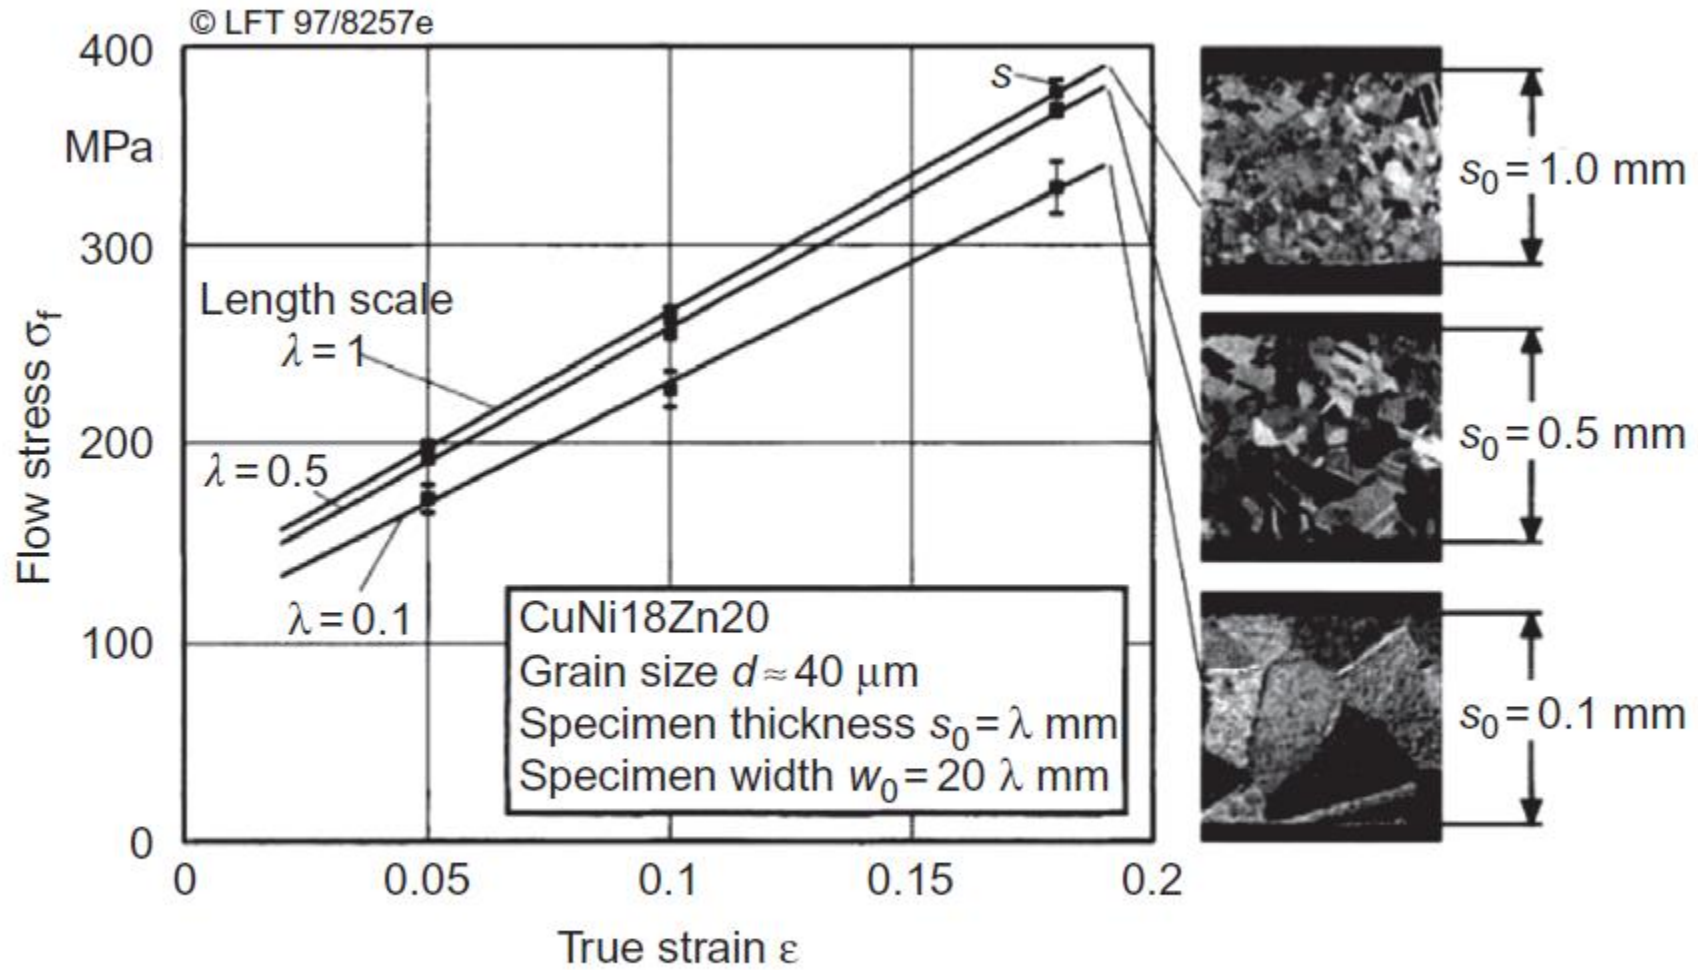 © LFT 97/8257e
400
MPa
300
200
100
0
Flow stress σf
s
Length scale
λ = 1
λ = 0.5
λ = 0.1
CuNi18Zn20
Grain size d ≈ 40 μm
Specimen thickness s0 = λ mm
Specimen width w0 = 20 λ mm
0 0.05 0.1 0.15 0.2
True strain ε
s0 = 1.0 mm
s0 = 0.5 mm
s0 = 0.1 mm